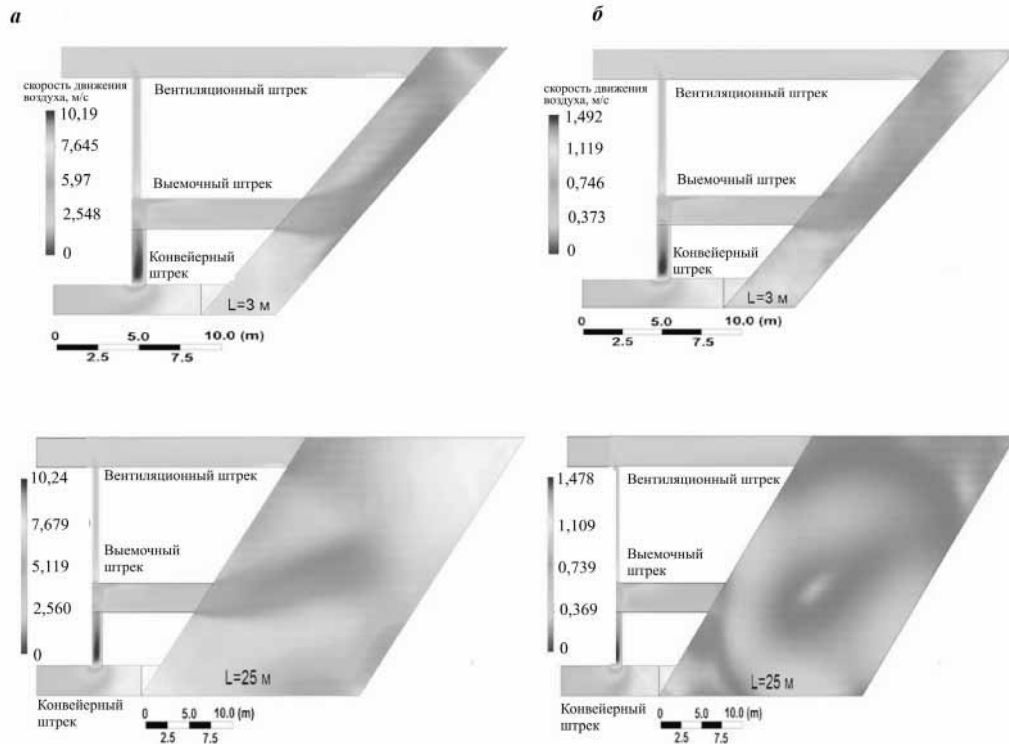 а
скорость движения
воздуха, м/с
10,19
7,645
5,97
2,548
0
Вентиляционный штрек
Выемочный штрек
Конвейерный
штрек
L=3 м
0 5.0 10.0 (m)
2.5 7.5
б
скорость движения
воздуха, м/с
1,492
1,119
0,746
0,373
0
Вентиляционный штрек
Выемочный штрек
Конвейерный
штрек
L=3 м
0 5.0 10.0 (m)
2.5 7.5
10,24
7,679
5,119
2,560
0
Вентиляционный штрек
Выемочный
штрек
L=25 м
Конвейерный
штрек
0 5.0 10.0 (m)
2.5 7.5
1,478
1,109
0,739
0,369
0
Вентиляционный штрек
Выемочный
штрек
L=25 м
Конвейерный
штрек
0 5.0 10.0 (m)
2.5 7.5